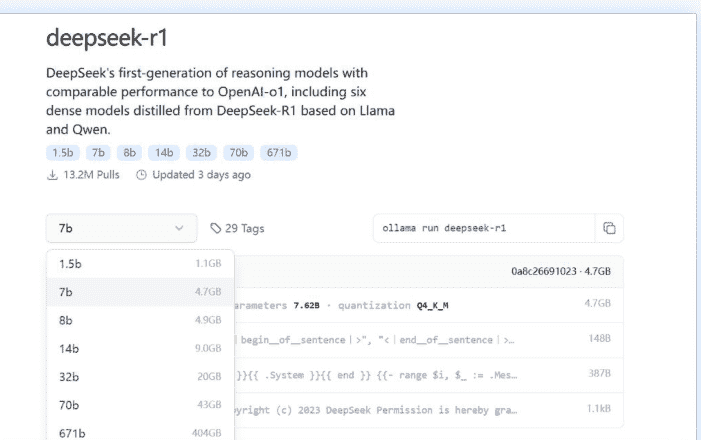 deepseek-r1
DeepSeek's first-generation of reasoning models with
comparable performance to OpenAI-o1, including six
dense models distilled from DeepSeek-R1 based on Llama
and Qwen.
1.5b 7b 8b 14b 32b 70b 671b
13.2M Pulls Updated 3 days ago
7b 29 Tags ollama run deepseek-r1
1.5b 1.1GB 0a8c26691023 · 4.7GB
7b 4.7GB arameters 7.62B · quantization Q4_K_M 4.7GB
8b 4.9GB
begin__of__sentence|>", "<|end__of__sentence|>… 148B
14b 9.0GB
32b 20GB }}{{ .System }}{{ end }} {{- range $i, $_ := .Mes… 387B
70b 43GB yright (c) 2023 DeepSeek Permission is hereby gra… 1.1kB
671b 404GB